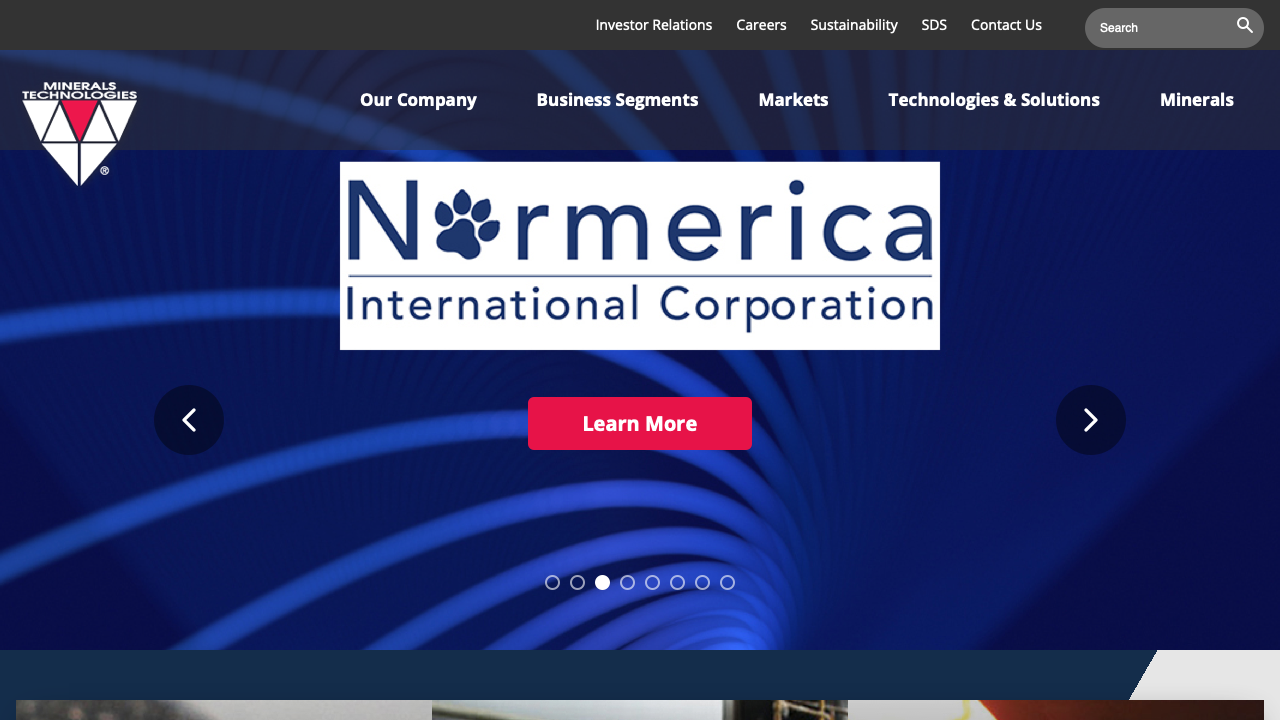 Investor Relations Careers Sustainability SDS Contact Us Search
MINERALS
TECHNOLOGIES
®
Our Company Business Segments Markets Technologies & Solutions Minerals
Normerica
International Corporation
Learn More